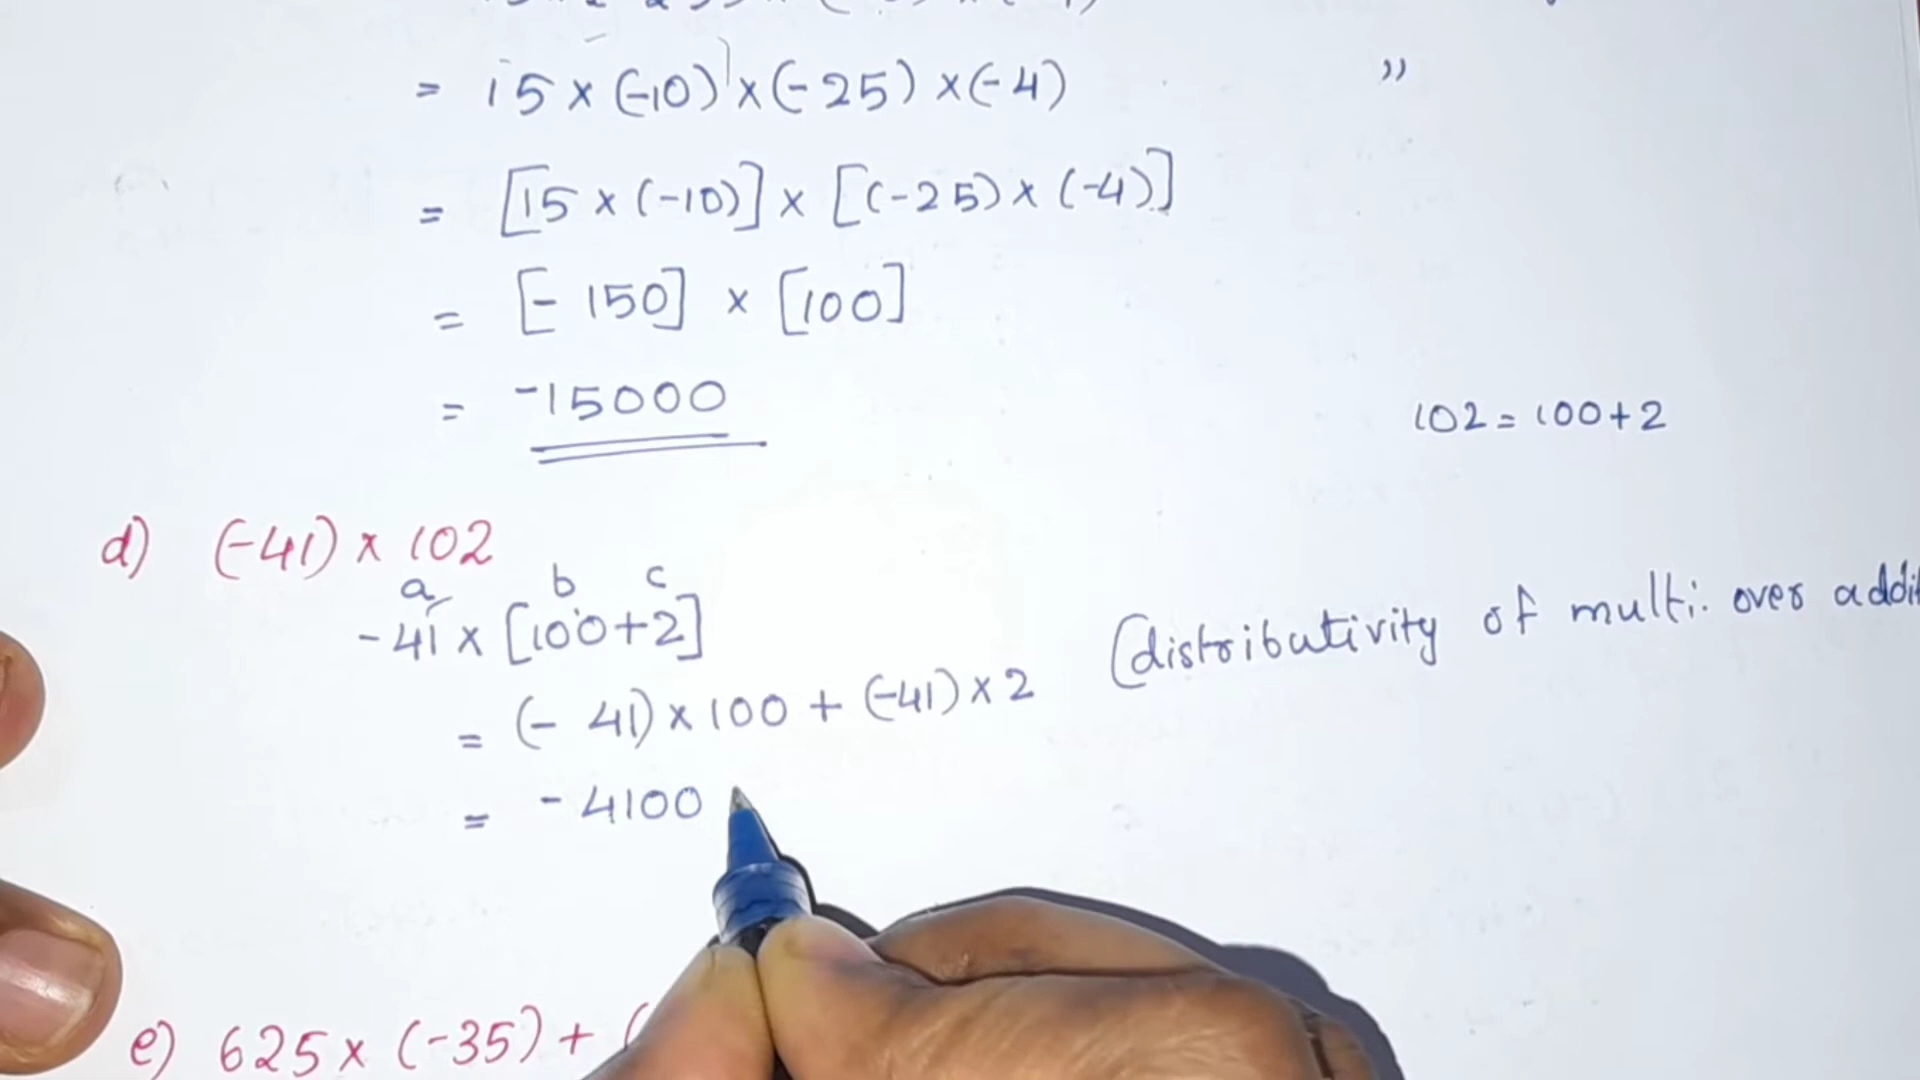 = 15 × (-10) × (-25) × (-4) ”
= [15 × (-10)] × [(-25) × (-4)]
= [- 150] × [100]
= -15000
102 = 100+2
d) (-41) × 102
a b c
-41 × [100+2] (distributivity of multi: over addi
= (- 41) × 100 + (-41) × 2
= - 4100
e) 625 × (-35) + (